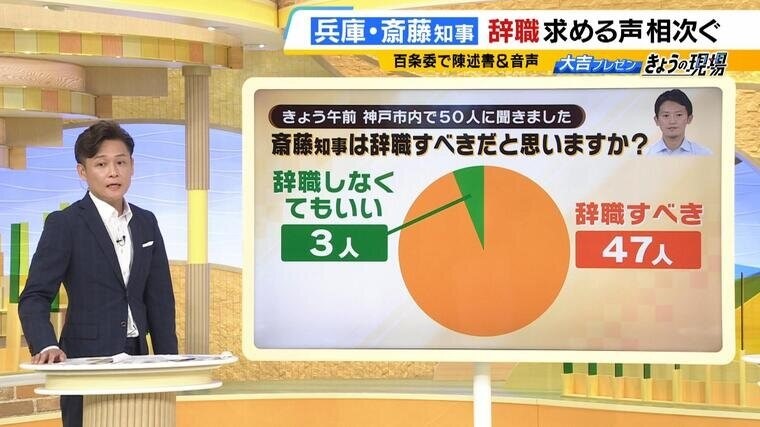 兵庫・斎藤知事 辞職求める声相次ぐ
百条委で陳述書&音声
大吉プレゼン きょうの現場
きょう午前 神戸市内で50人に聞きました
斎藤知事は辞職すべきだと思いますか?
辞職しなく
てもいい
3人
辞職すべき
47人